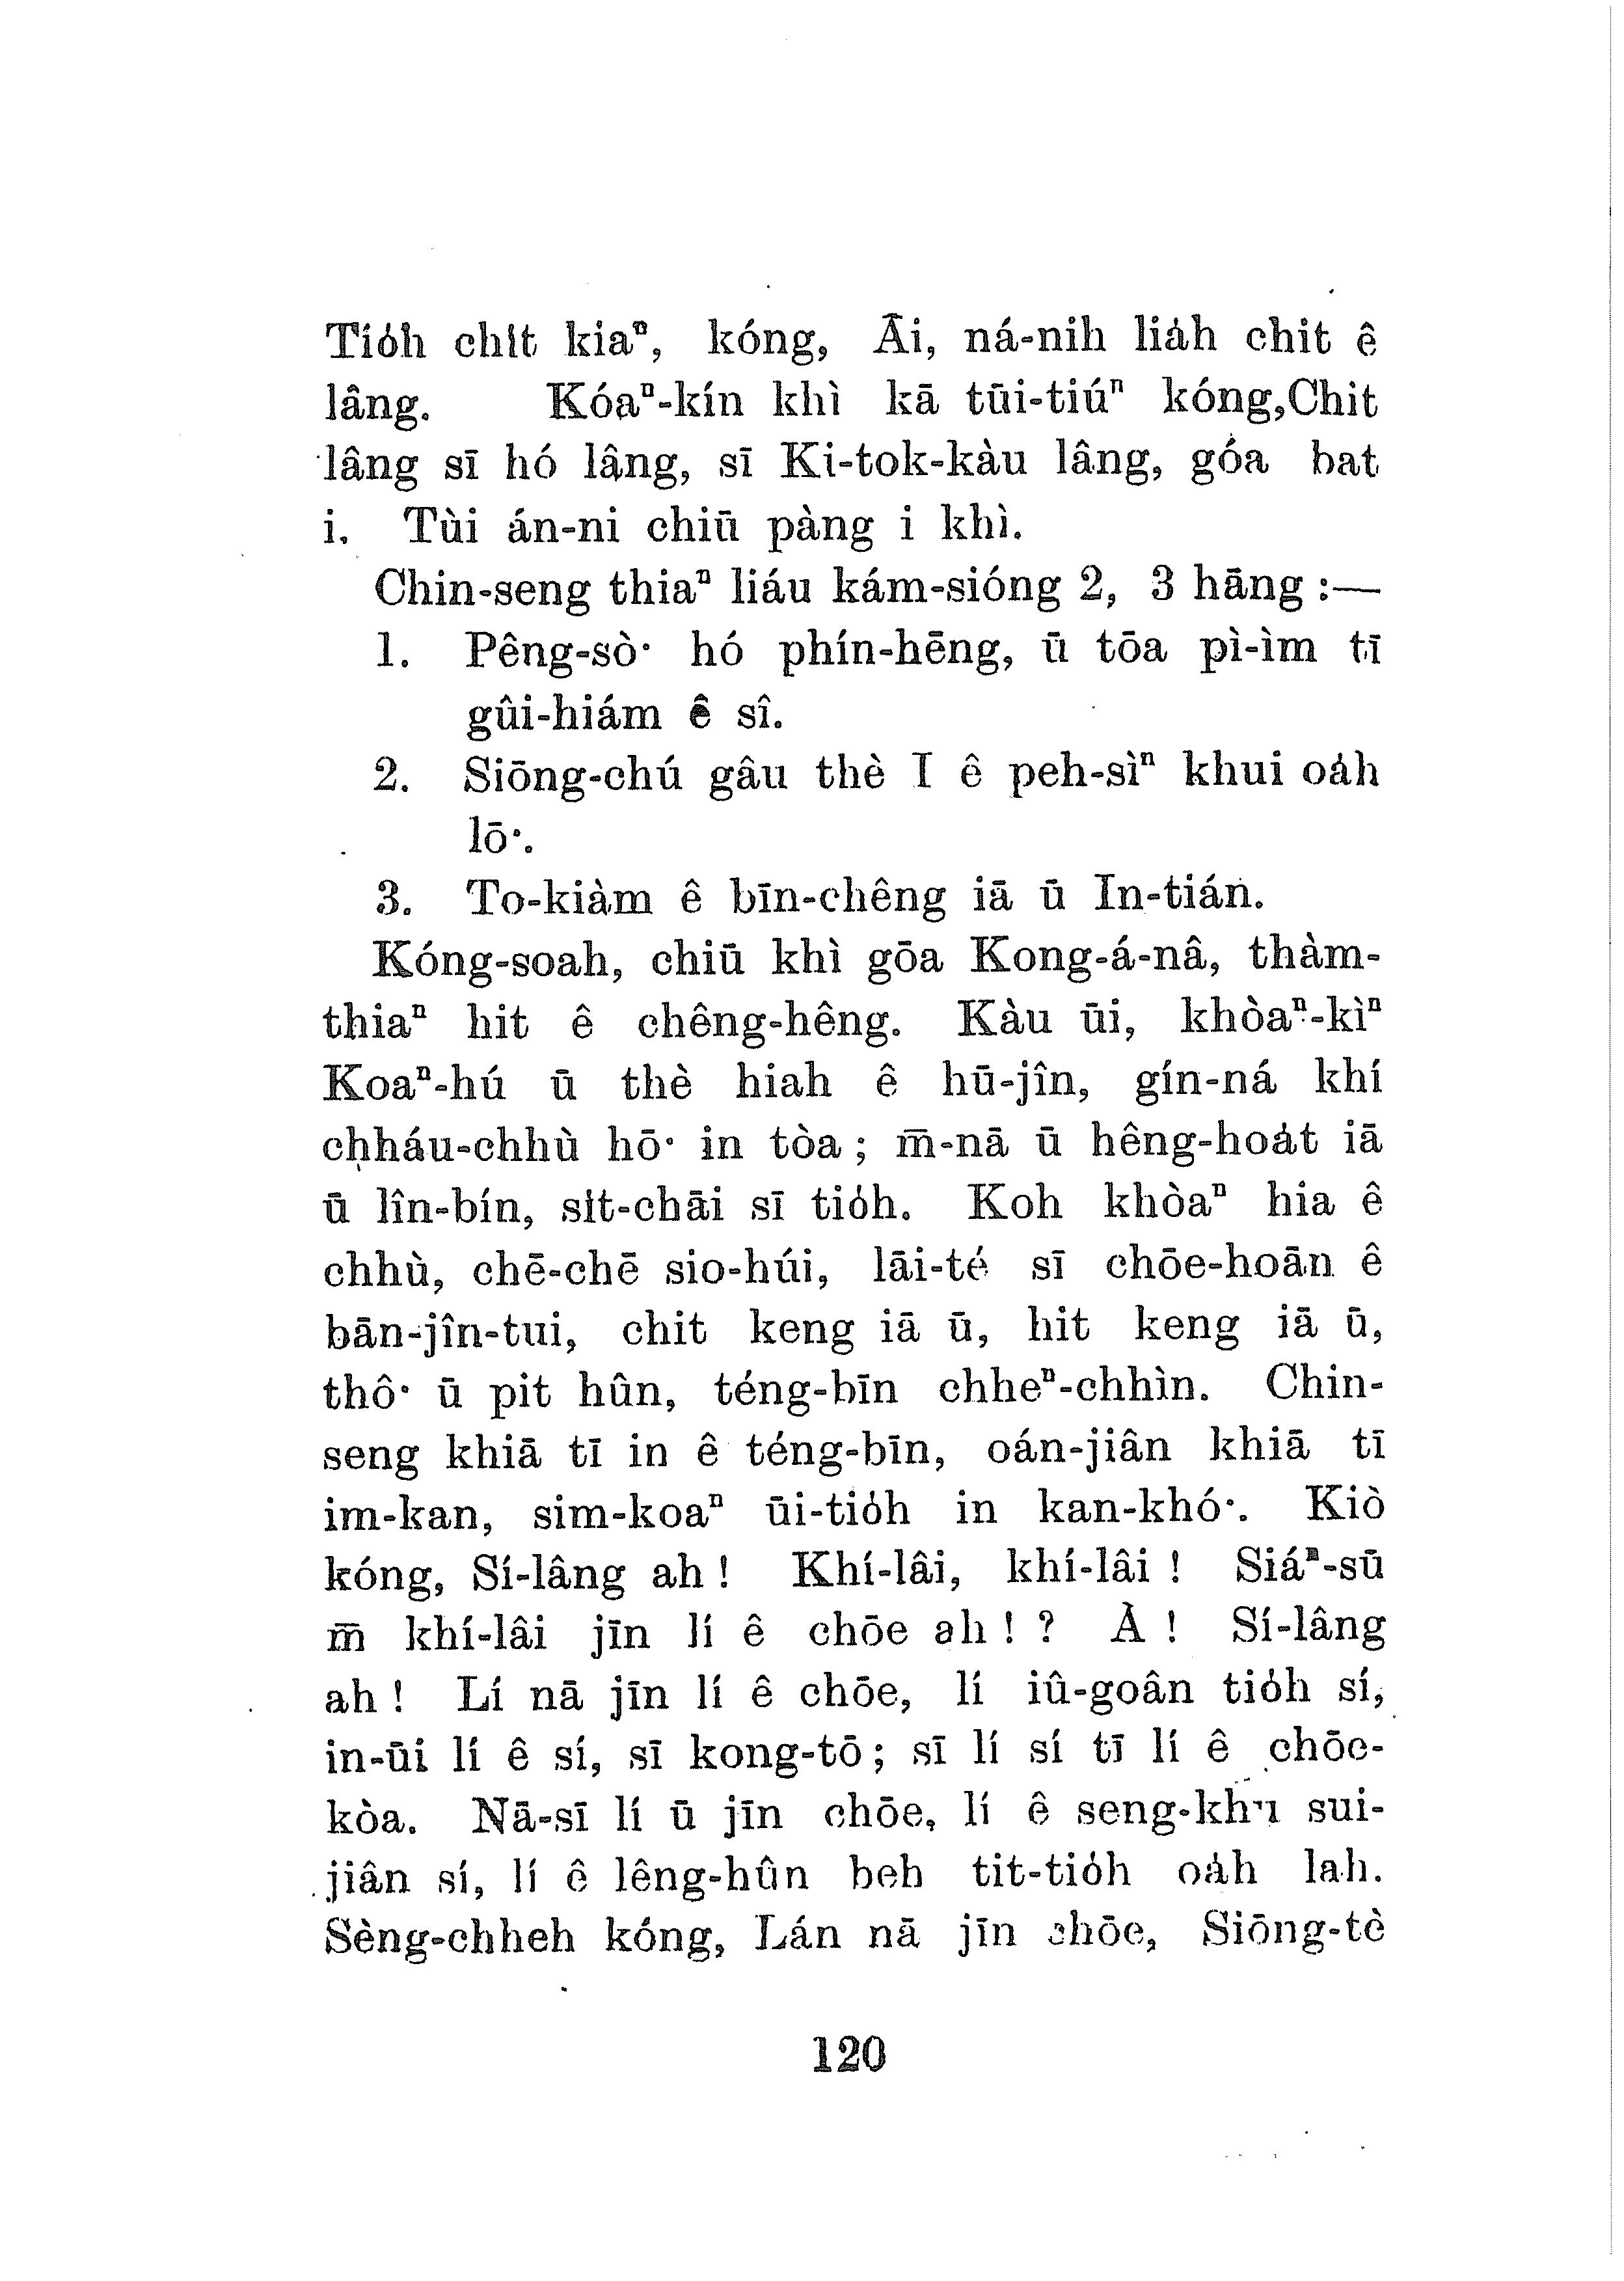 Tio̍h chi̍t kiaⁿ, kóng, Āi, ná-nih lia̍h chit ê
lâng. Kóaⁿ-kín khì kā tūi-tiúⁿ kóng,Chit
lâng sī hó lâng, sī Ki-tok-kàu lâng, góa bat
i. Tùi án-ni chiū pàng i khì.
Chin-seng thiaⁿ liáu kám-sióng 2, 3 hāng :—
1. Pêng-sò͘ hó phín-hēng, ū tōa pì-ìm tī
gûi-hiám ê sî.
2. Siōng-chú gâu thè I ê peh-sìⁿ khui oa̍h
lō͘.
3. To-kiàm ê bīn-chêng iā ū In-tián.
Kóng-soah, chiū khì gōa Kong-á-nâ, thàm-
thiaⁿ hit ê chêng-hêng. Kàu ūi, khòaⁿ-kìⁿ
Koaⁿ-hú ū thè hiah ê hū-jîn, gín-ná khí
chháu-chhù hō͘ in tòa ; m̄-nā ū hêng-hoa̍t iā
ū lîn-bín, si̍t-chāi sī tio̍h. Koh khòaⁿ hia ê
chhù, chē-chē sio-húi, lāi-té sī chōe-hoān ê
bān-jîn-tui, chit keng iā ū, hit keng iā ū,
thô͘ ū pit hûn, téng-bīn chheⁿ-chhìn. Chin-
seng khiā tī in ê téng-bīn, oán-jiân khiā tī
im-kan, sim-koaⁿ ūi-tio̍h in kan-khó͘. Kiò
kóng, Sí-lâng ah ! Khí-lâi, khí-lâi ! Siáⁿ-sū
m̄ khí-lâi jīn lí ê chōe ah ! ? À ! Sí-lâng
ah ! Lí nā jīn lí ê chōe, lí iû-goân tio̍h sí,
in-ūi lí ê sí, sī kong-tō ; sī lí sí tī lí ê chōe-
kòa. Nā-sī lí ū jīn chōe, lí ê seng-khu sui-
jiân sí, lí ê lêng-hûn beh tit-tio̍h oa̍h lah.
Sèng-chheh kóng, Lán nā jīn chōe, Siōng-tè
120